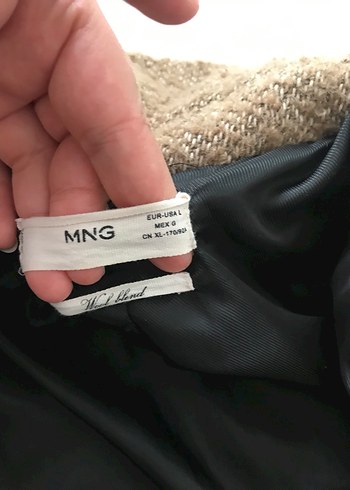 MNG
EUR-USA L
MEX G
CN XL-170/92A
Wool blend